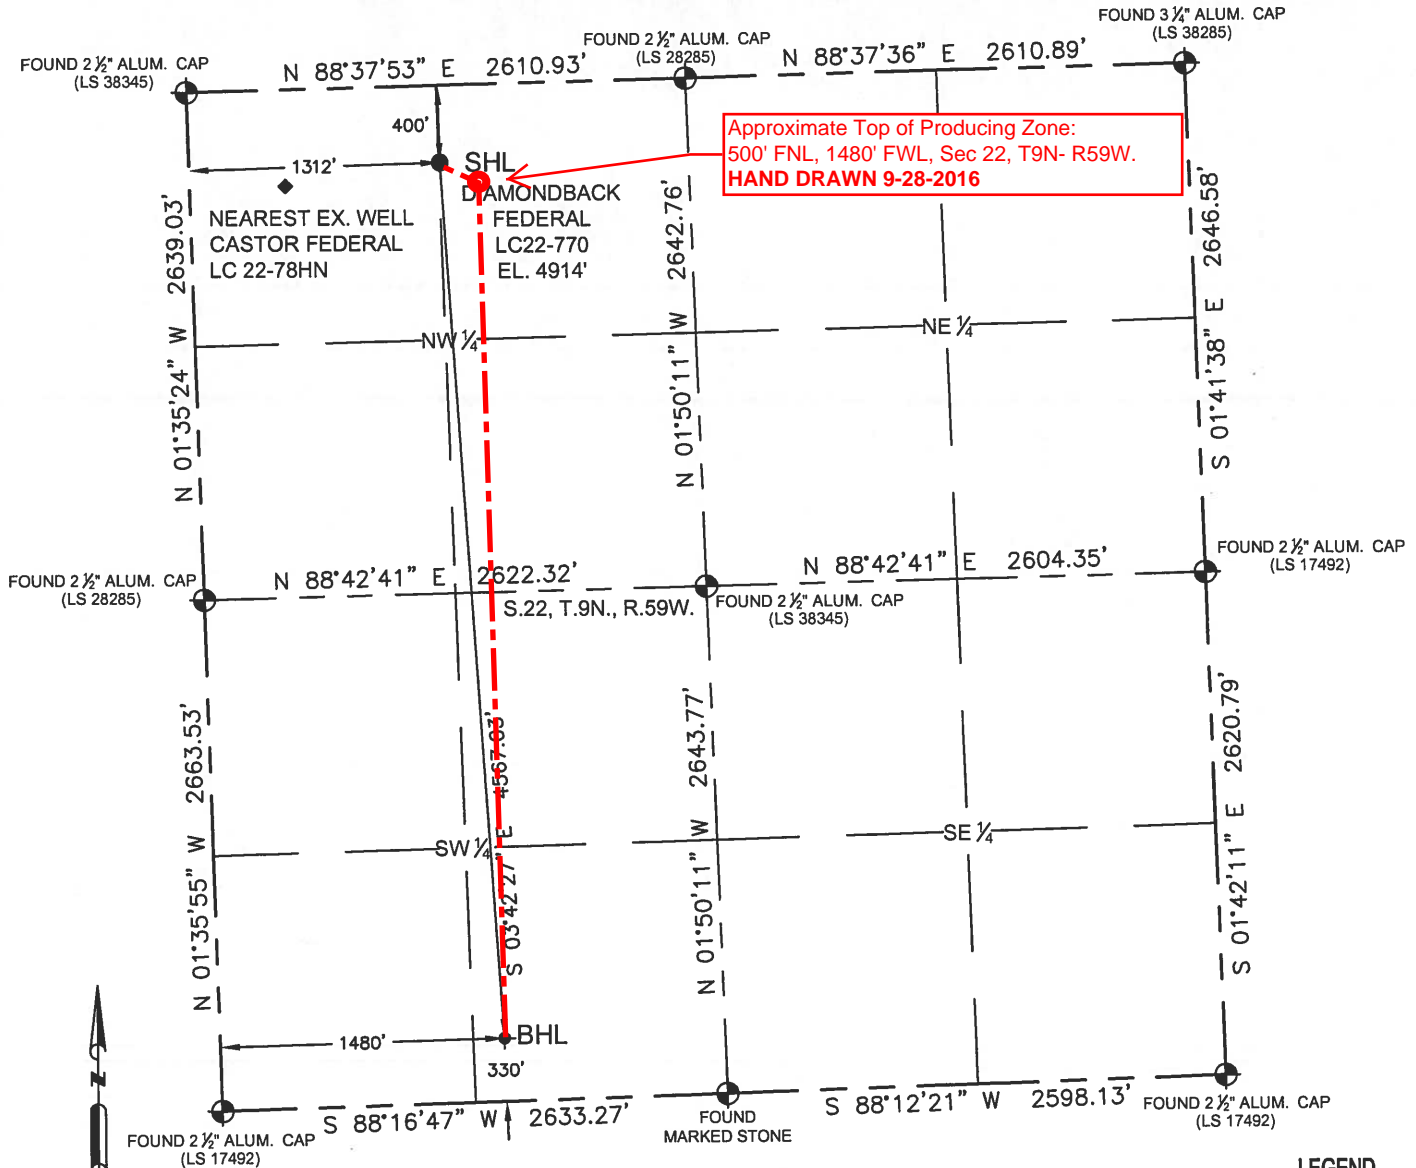 FOUND 3 ¼" ALUM. CAP
(LS 38285)
FOUND 2 ½" ALUM. CAP
(LS 28285)
FOUND 2 ½" ALUM. CAP
(LS 38345)
N 88°37'53" E 2610.93'
N 88°37'36" E 2610.89'
400'
1312'
SHL
DIAMONDBACK
FEDERAL
LC22-770
EL. 4914'
Approximate Top of Producing Zone:
500' FNL, 1480' FWL, Sec 22, T9N- R59W.
HAND DRAWN 9-28-2016
NEAREST EX. WELL
CASTOR FEDERAL
LC 22-78HN
N 01°35'24" W 2639.03'
N 01°50'11" W 2642.76'
S 01°41'38" E 2646.58'
NW ¼
NE ¼
FOUND 2 ½" ALUM. CAP
(LS 28285)
N 88°42'41" E 2622.32'
N 88°42'41" E 2604.35'
FOUND 2 ½" ALUM. CAP
(LS 17492)
S.22, T.9N., R.59W.
FOUND 2 ½" ALUM. CAP
(LS 38345)
N 01°35'55" W 2663.53'
S 03°42'27" E
N 01°50'11" W 2643.77'
S 01°42'11" E 2620.79'
SW ¼
SE ¼
1480'
BHL
330'
N
S 88°16'47" W 2633.27'
S 88°12'21" W 2598.13'
FOUND 2 ½" ALUM. CAP
(LS 17492)
FOUND
MARKED STONE
FOUND 2 ½" ALUM. CAP
(LS 17492)
LEGEND